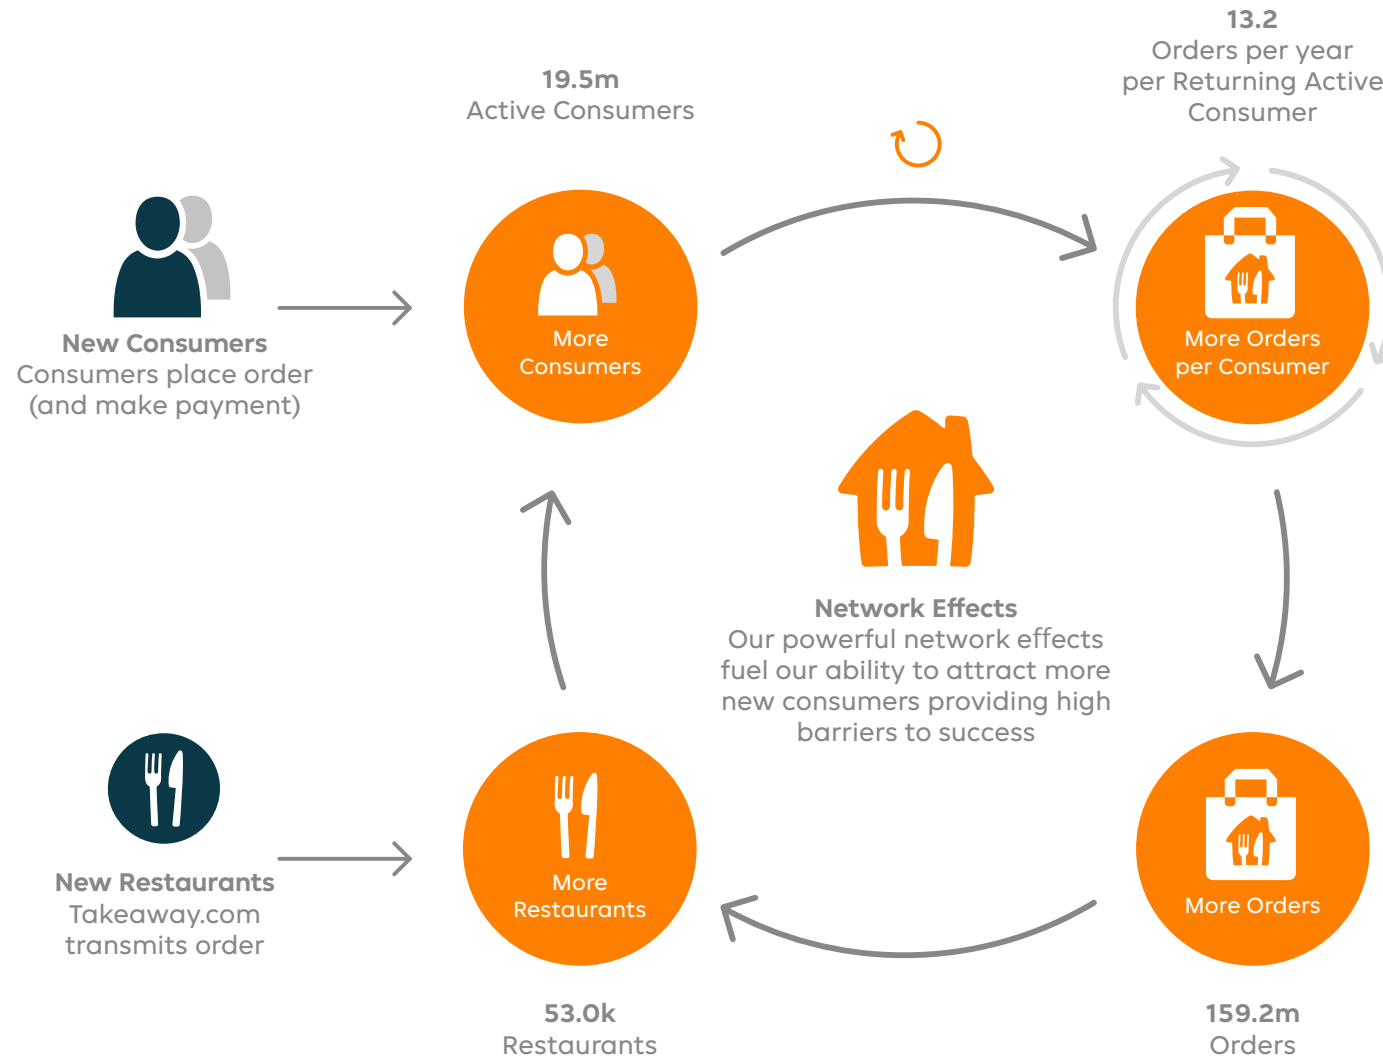 13.2
Orders per year
per Returning Active
Consumer
19.5m
Active Consumers
New Consumers
Consumers place order
(and make payment)
More
Consumers
More Orders
per Consumer
Network Effects
Our powerful network effects
fuel our ability to attract more
new consumers providing high
barriers to success
New Restaurants
Takeaway.com
transmits order
More
Restaurants
More Orders
53.0k
Restaurants
159.2m
Orders